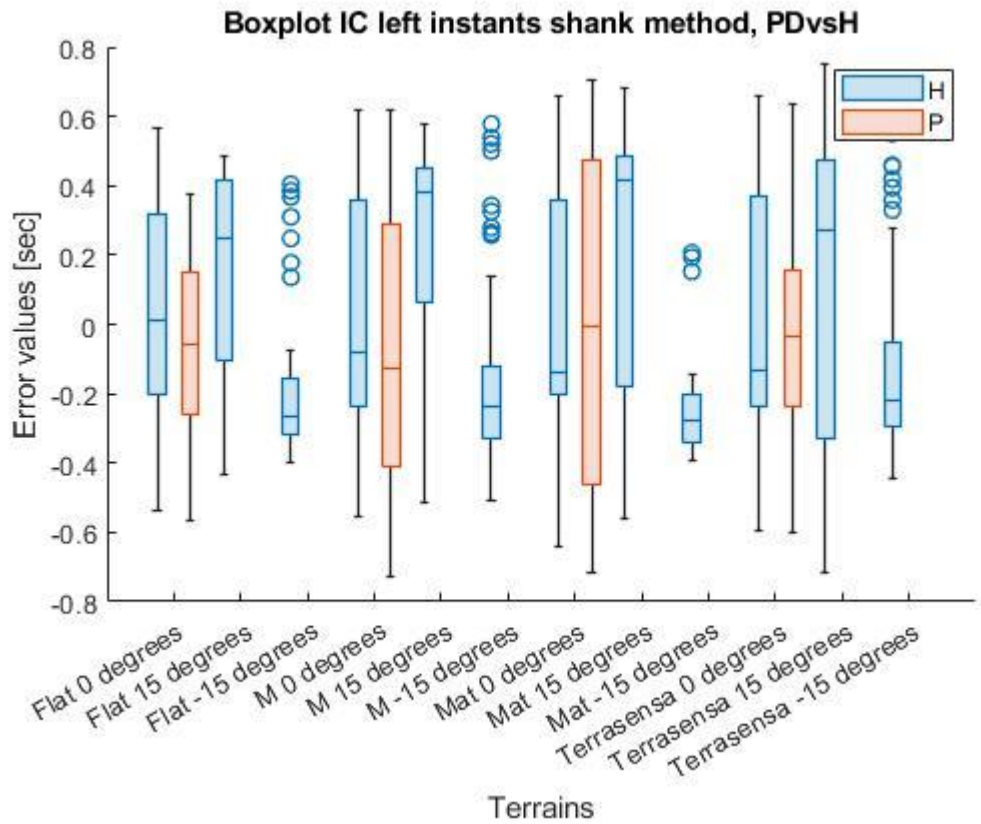 Boxplot IC left instants shank method, PDvsH
0.8
0.6
0.4
0.2
0
-0.2
-0.4
-0.6
-0.8
Error values [sec]
H
P
Flat 0 degrees
Flat 15 degrees
Flat -15 degrees
M 0 degrees
M 15 degrees
M -15 degrees
Mat 0 degrees
Mat 15 degrees
Mat -15 degrees
Terrasensa 0 degrees
Terrasensa 15 degrees
Terrasensa -15 degrees
Terrains